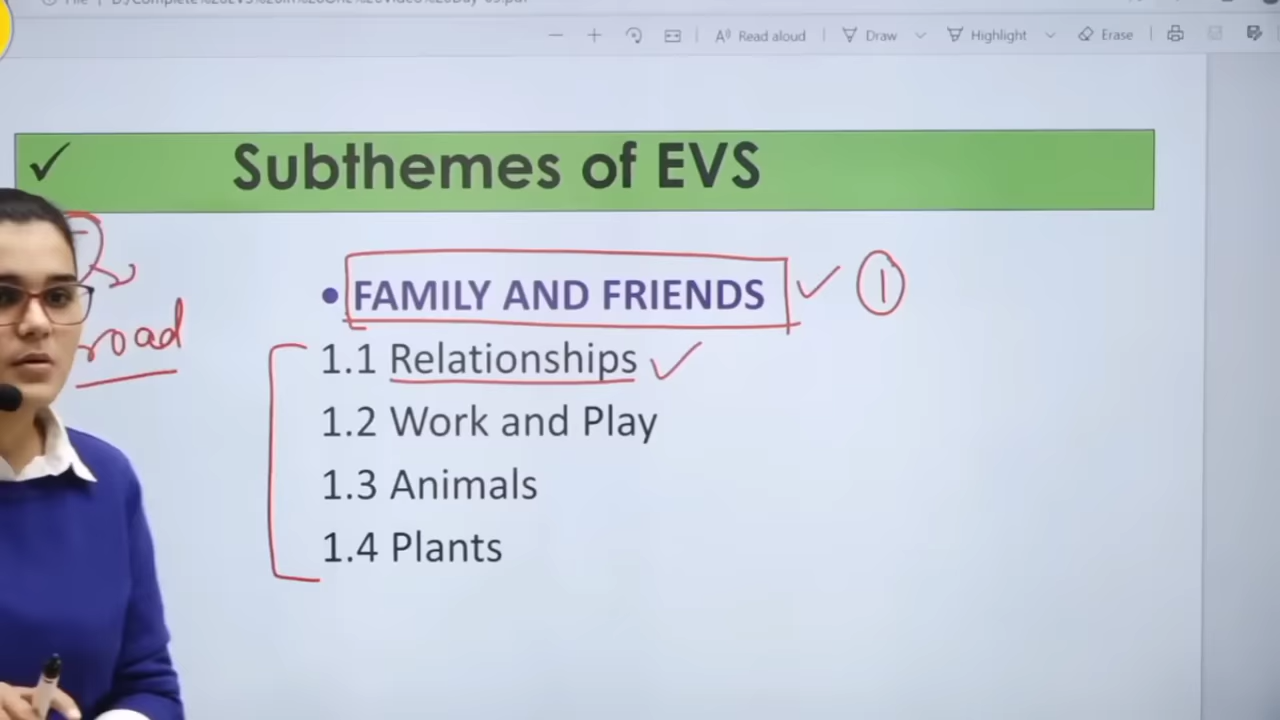 Read aloud
Draw
Highlight
Erase
✓ Subthemes of EVS
road
• FAMILY AND FRIENDS ✓ ①
1.1 Relationships ✓
1.2 Work and Play
1.3 Animals
1.4 Plants